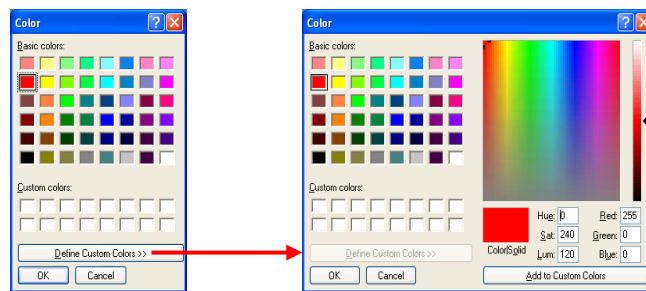 Color
Basic colors:
Custom colors:
Define Custom Colors >>
OK Cancel
Color
Basic colors:
Custom colors:
Define Custom Colors >>
OK Cancel
Color|Solid
Hue: 0 Red: 255
Sat: 240 Green: 0
Lum: 120 Blue: 0
Add to Custom Colors